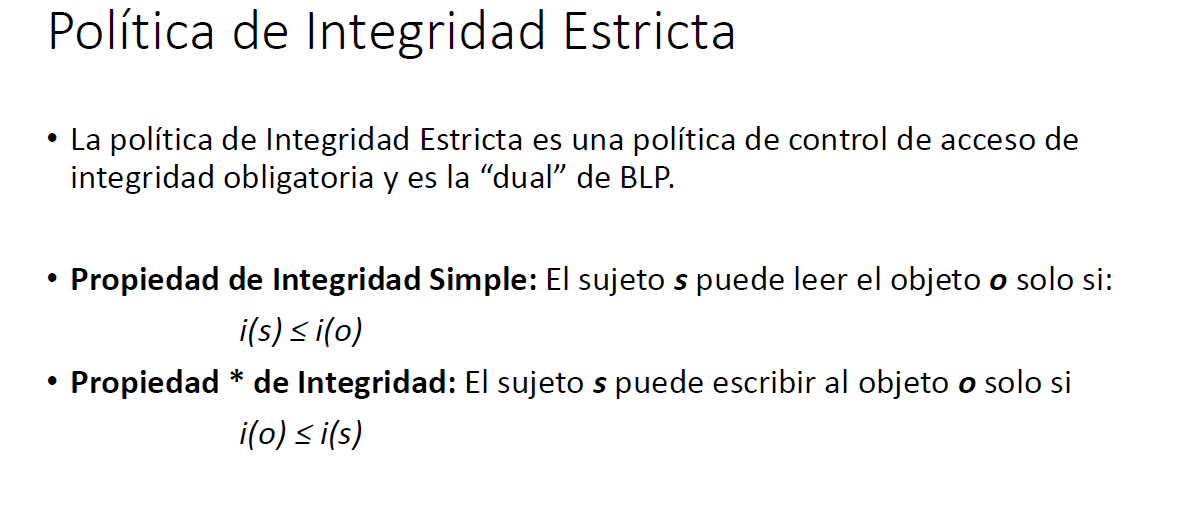 Política de Integridad Estricta
• La política de Integridad Estricta es una política de control de acceso de
integridad obligatoria y es la “dual” de BLP.
• Propiedad de Integridad Simple: El sujeto s puede leer el objeto o solo si:
i(s) ≤ i(o)
• Propiedad * de Integridad: El sujeto s puede escribir al objeto o solo si
i(o) ≤ i(s)